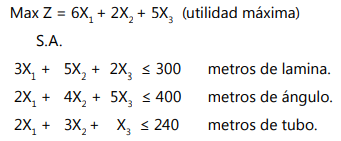 Max Z = 6X₁ + 2X₂ + 5X₃ (utilidad máxima)
S.A.
3X₁ + 5X₂ + 2X₃ ≤ 300 metros de lamina.
2X₁ + 4X₂ + 5X₃ ≤ 400 metros de ángulo.
2X₁ + 3X₂ + X₃ ≤ 240 metros de tubo.